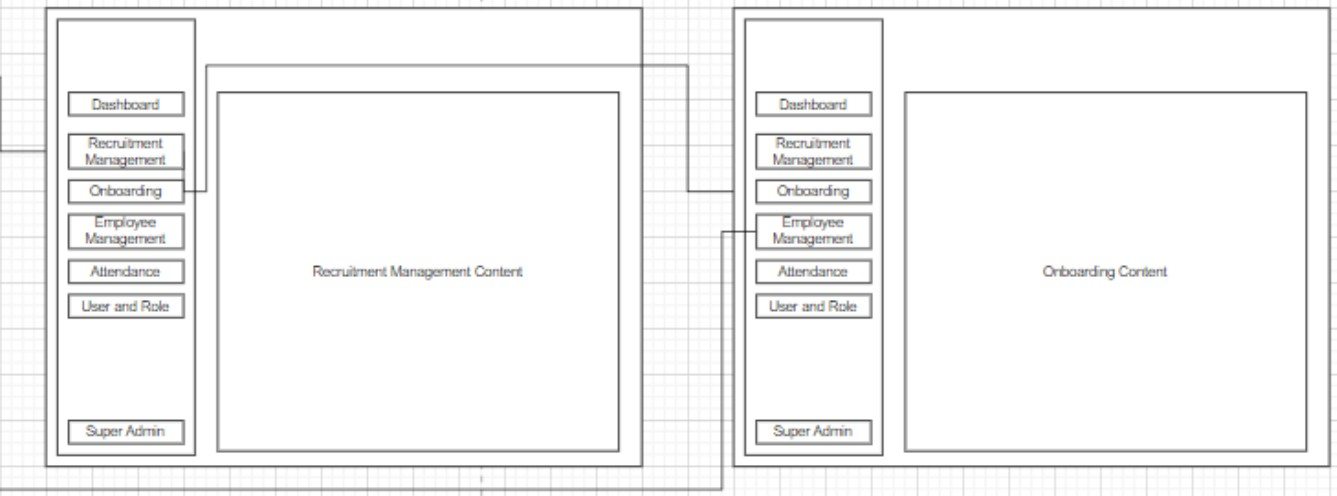 Dashboard
Recruitment
Management
Onboarding
Employee
Management
Attendance
User and Role
Super Admin
Recruitment Management Content
Dashboard
Recruitment
Management
Onboarding
Employee
Management
Attendance
User and Role
Super Admin
Onboarding Content